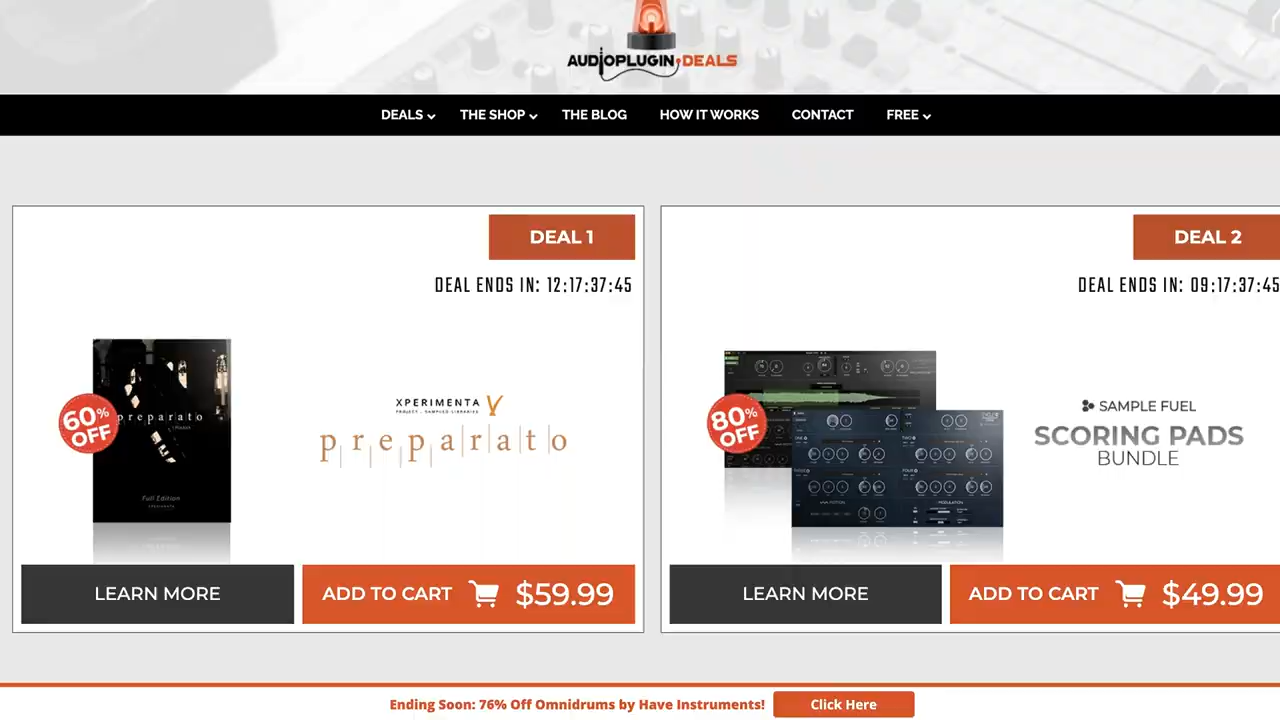 AUDIOPLUGIN.DEALS
DEALS
THE SHOP
THE BLOG
HOW IT WORKS
CONTACT
FREE
DEAL 1
DEAL ENDS IN: 12:17:37:45
60% OFF
preparato
Full Edition
XPERIMENTA
PROJECT - SAMPLED LIBRARIES
preparato
LEARN MORE
ADD TO CART $59.99
DEAL 2
DEAL ENDS IN: 09:17:37:45
80% OFF
SAMPLE FUEL
SCORING PADS
BUNDLE
LEARN MORE
ADD TO CART $49.99
Ending Soon: 76% Off Omnidrums by Have Instruments!
Click Here